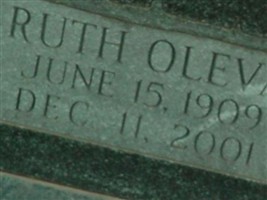 RUTH OLEVA
JUNE 15, 1909
DEC 11, 2001